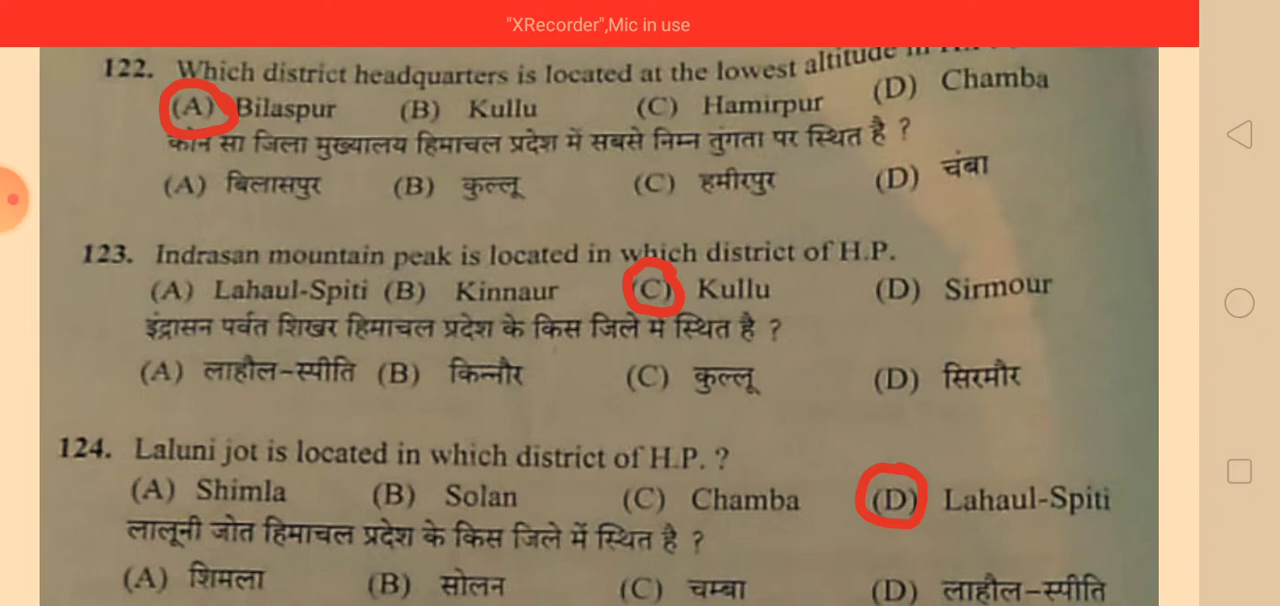 "XRecorder",Mic in use
122. Which district headquarters is located at the lowest altitude in
(A) Bilaspur (B) Kullu (C) Hamirpur (D) Chamba
कौन सा जिला मुख्यालय हिमाचल प्रदेश में सबसे निम्न तुंगता पर स्थित है ?
(A) बिलासपुर (B) कुल्लू (C) हमीरपुर (D) चंबा
123. Indrasan mountain peak is located in which district of H.P.
(A) Lahaul-Spiti (B) Kinnaur (C) Kullu (D) Sirmour
इंद्रासन पर्वत शिखर हिमाचल प्रदेश के किस जिले में स्थित है ?
(A) लाहौल-स्पीति (B) किन्नौर (C) कुल्लू (D) सिरमौर
124. Laluni jot is located in which district of H.P. ?
(A) Shimla (B) Solan (C) Chamba (D) Lahaul-Spiti
लालूनी जोत हिमाचल प्रदेश के किस जिले में स्थित है ?
(A) शिमला (B) सोलन (C) चम्बा (D) लाहौल-स्पीति